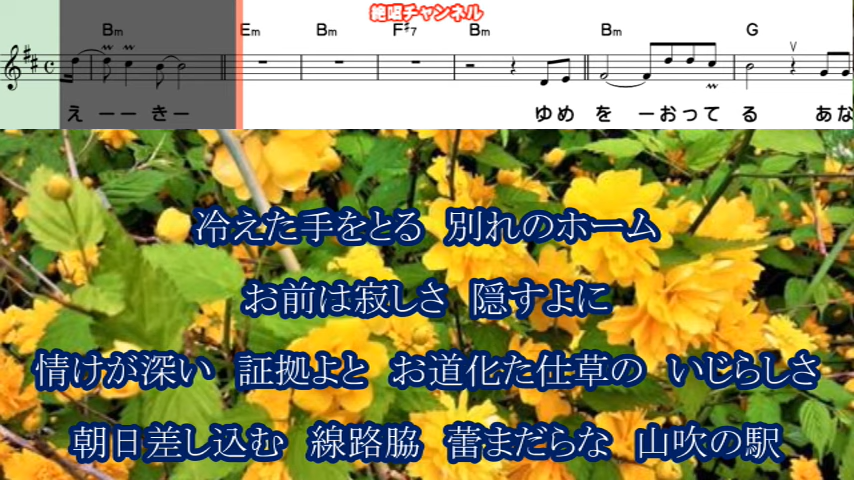 絶唱チャンネル
Bm Em Bm F#7 Bm Bm G
え ーー きー ゆめ を ーおって る あな
冷えた手をとる 別れのホーム
お前は寂しさ 隠すよに
情けが深い 証拠よと お道化た仕草の いじらしさ
朝日差し込む 線路脇 蕾まだらな 山吹の駅